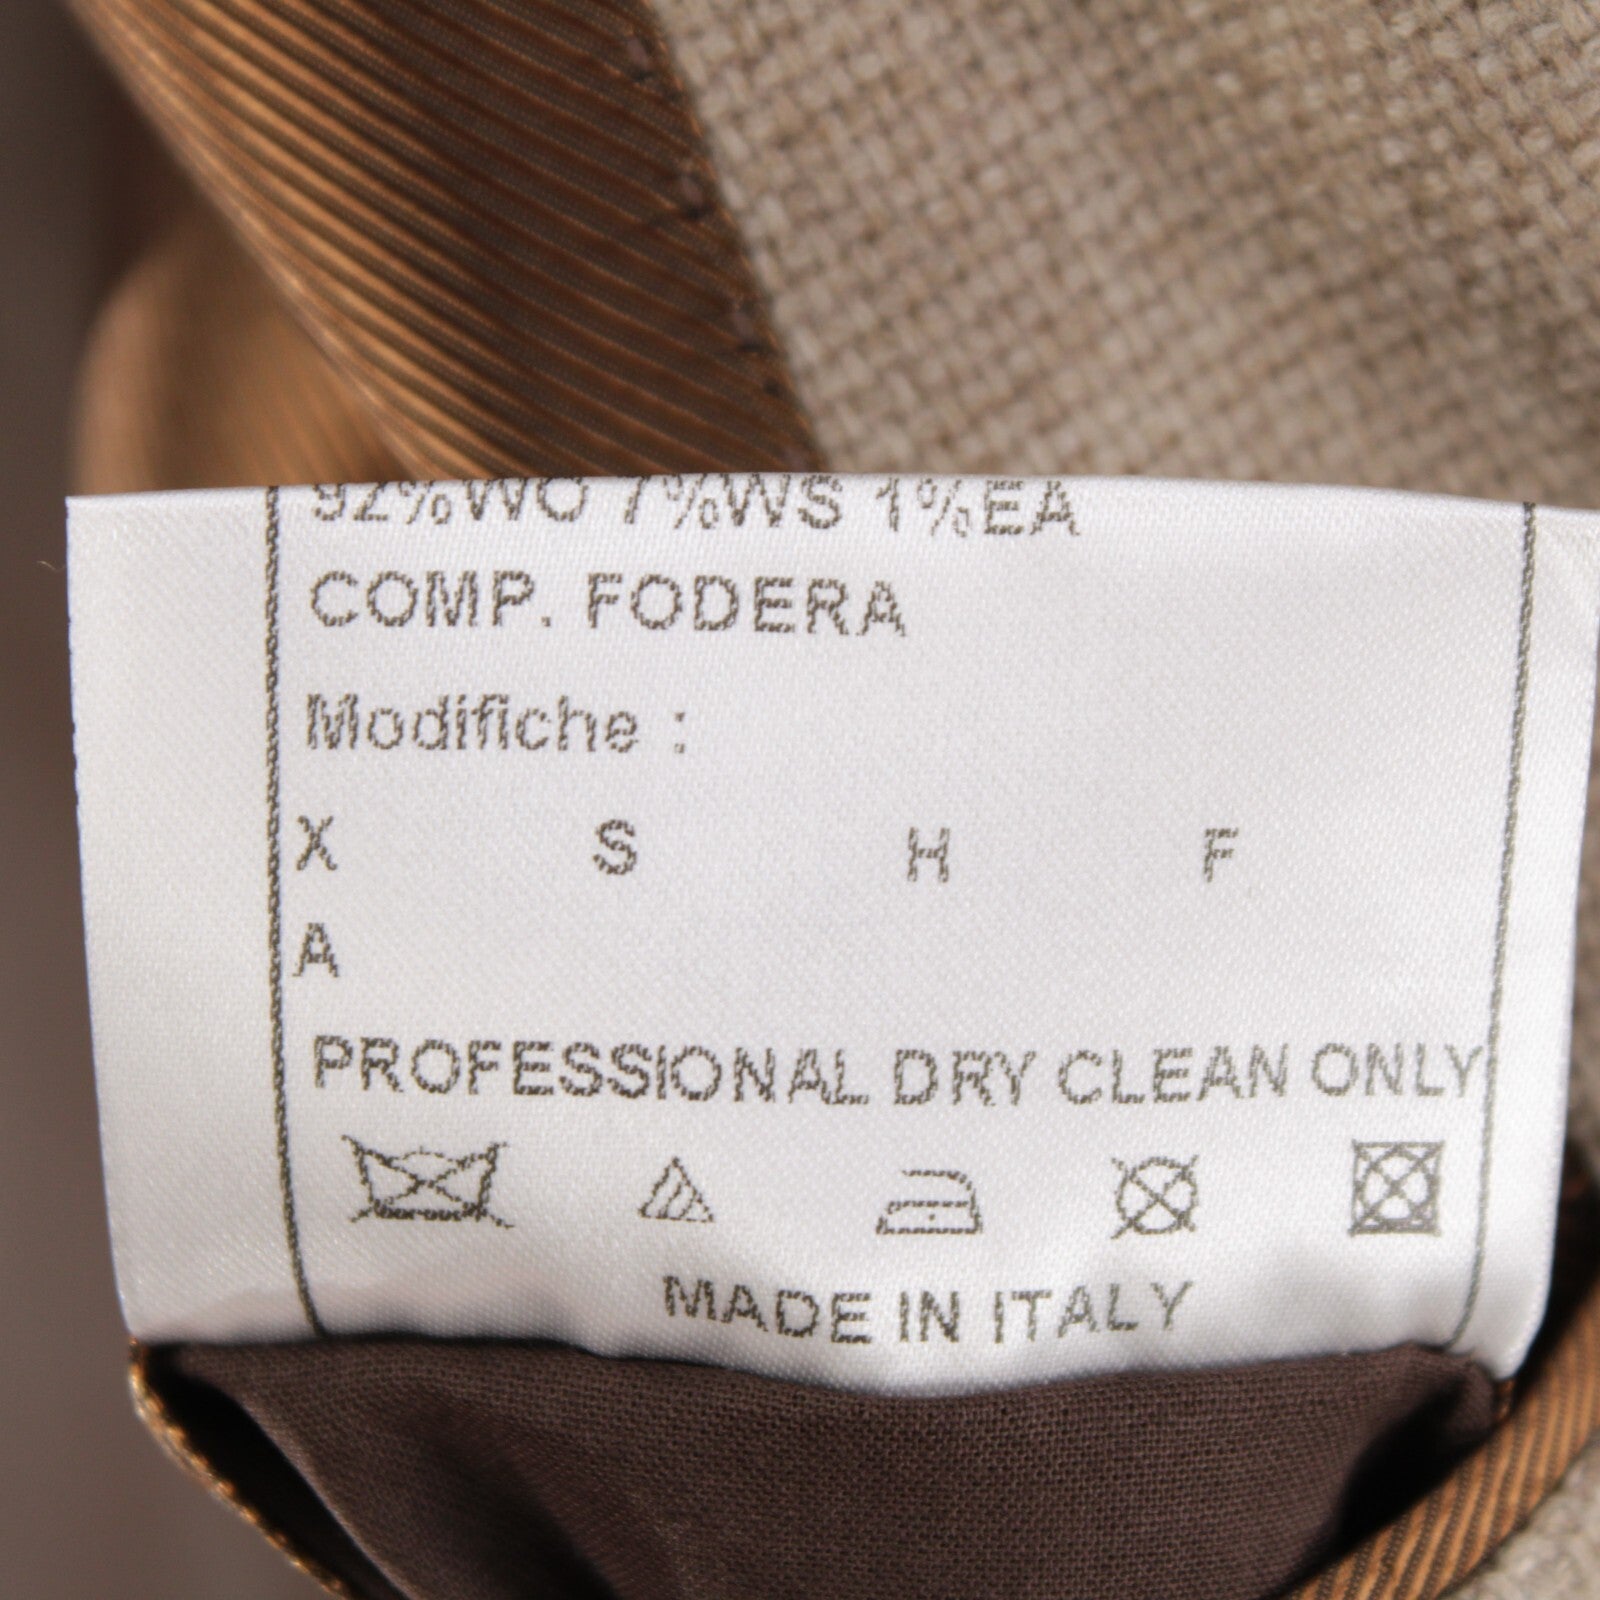 92%WO 7%WS 1%EA
COMP. FODERA
Modifiche :
X S H F
A
PROFESSIONAL DRY CLEAN ONLY
MADE IN ITALY